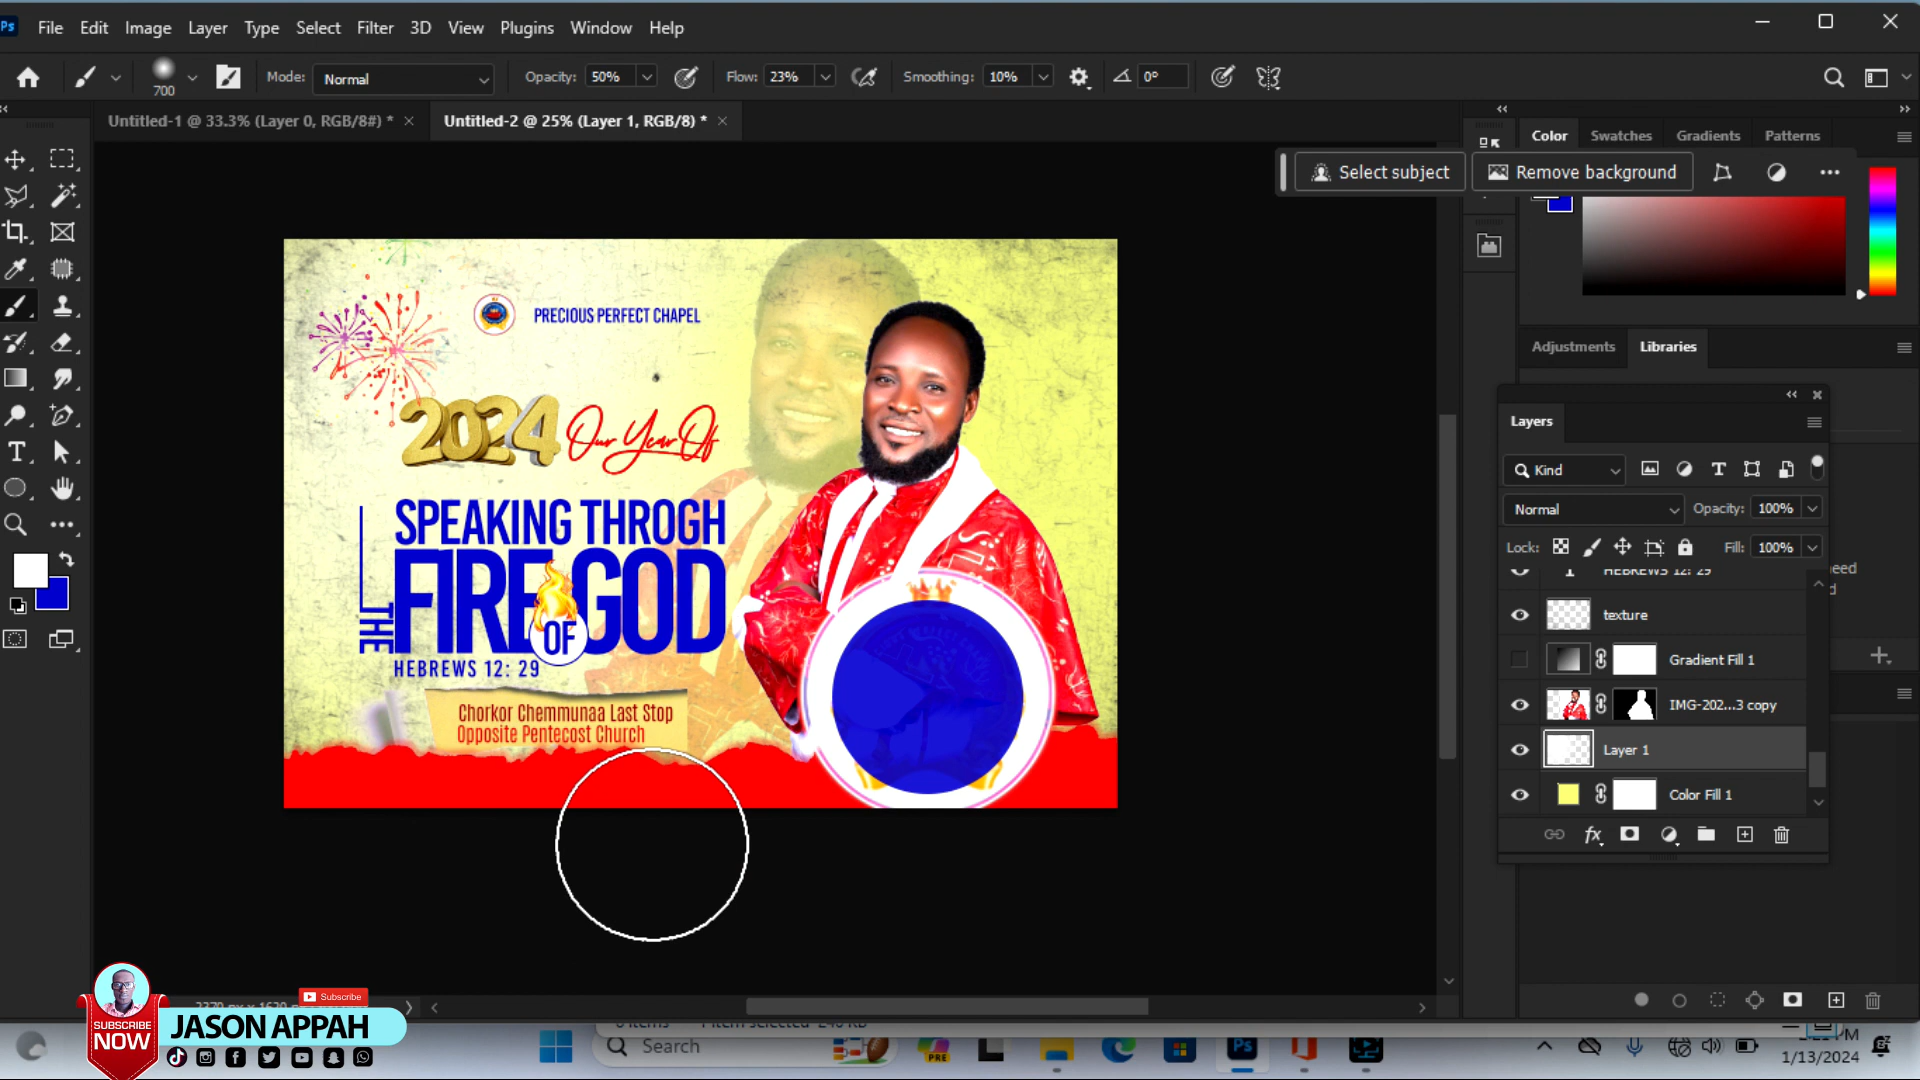 Ps File Edit Image Layer Type Select Filter 3D View Plugins Window Help
700 Mode: Normal Opacity: 50% Flow: 23% Smoothing: 10% 0°
Untitled-1 @ 33.3% (Layer 0, RGB/8#) * Untitled-2 @ 25% (Layer 1, RGB/8) *
Color Swatches Gradients Patterns
Select subject Remove background
PRECIOUS PERFECT CHAPEL
2024 Our Year Of
SPEAKING THROGH
THE
FIRE OF GOD
HEBREWS 12: 29
Chorkor Chemmunaa Last Stop
Opposite Pentecost Church
Adjustments Libraries
Layers
Kind
Normal Opacity: 100%
Lock: Fill: 100%
HEBREWS 12: 29
texture
Gradient Fill 1
IMG-202...3 copy
Layer 1
Color Fill 1
need
d
Subscribe
SUBSCRIBE
NOW
JASON APPAH
Search
PRE
Ps
1/13/2024